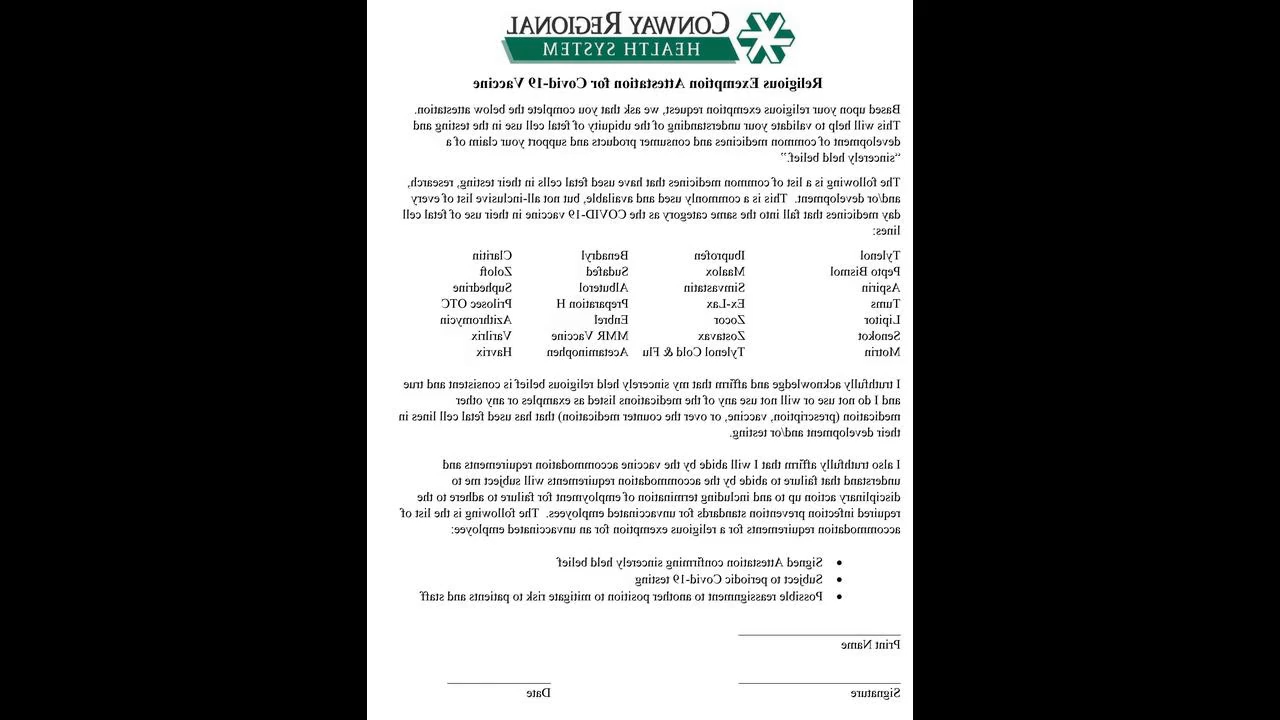 CONWAY REGIONAL
HEALTH SYSTEM
Religious Exemption Attestation for Covid-19 Vaccine
Based upon your religious exemption request, we ask that you complete the below attestation.
This will help to validate your understanding of the ubiquity of fetal cell use in the testing and
development of common medicines and consumer products and support your claim of a
“sincerely held belief.”
The following is a list of common medicines that have used fetal cells in their testing, research,
and/or development. This is a commonly used and available, but not all-inclusive list of every
day medicines that fall into the same category as the COVID-19 vaccine in their use of fetal cell
lines:
Tylenol Ibuprofen Benadryl Claritin
Pepto Bismol Maalox Sudafed Zoloft
Aspirin Simvastatin Albuterol Suphedrine
Tums Ex-Lax Preparation H Prilosec OTC
Lipitor Zocor Enbrel Azithromycin
Senokot Zostavax MMR Vaccine Varilrix
Motrin Tylenol Cold & Flu Acetaminophen Havrix
I truthfully acknowledge and affirm that my sincerely held religious belief is consistent and true
and I do not use or will not use any of the medications listed as examples or any other
medication (prescription, vaccine, or over the counter medication) that has used fetal cell lines in
their development and/or testing.
I also truthfully affirm that I will abide by the vaccine accommodation requirements and
understand that failure to abide by the accommodation requirements will subject me to
disciplinary action up to and including termination of employment for failure to adhere to the
required infection prevention standards for unvaccinated employees. The following is the list of
accommodation requirements for a religious exemption for an unvaccinated employee:
• Signed Attestation confirming sincerely held belief
• Subject to periodic Covid-19 testing
• Possible reassignment to another position to mitigate risk to patients and staff
Print Name
Signature Date